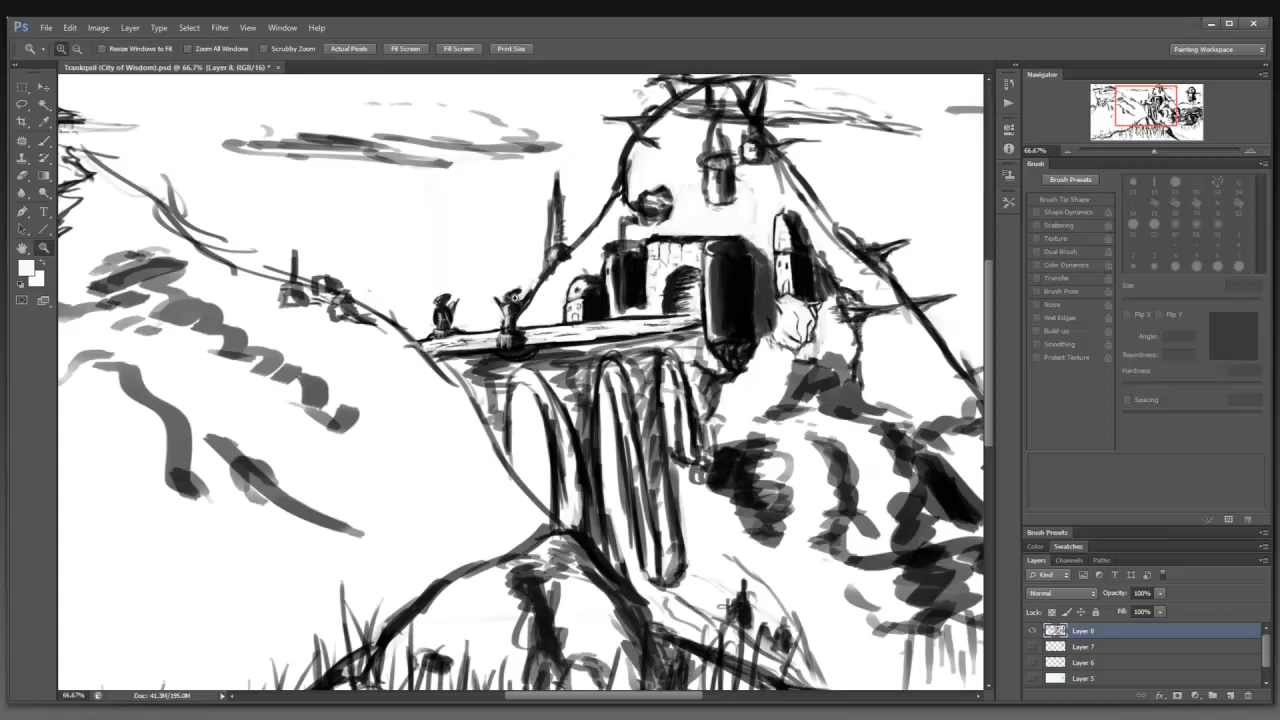 Ps File Edit Image Layer Type Select Filter View Window Help
Resize Windows to Fit Zoom All Windows Scrubby Zoom Actual Pixels Fit Screen Fill Screen Print Size Painting Workspace
Trankquil (City of Wisdom).psd @ 66.7% (Layer 8, RGB/16) * ×
Navigator
66.67%
Brush
Brush Presets
Brush Tip Shape
Shape Dynamics
Scattering
Texture
Dual Brush
Color Dynamics
Transfer
Brush Pose
Noise
Wet Edges
Build-up
Smoothing
Protect Texture
Size
Flip X Flip Y
Angle:
Roundness:
Hardness
Spacing
Brush Presets
Color Swatches
Layers Channels Paths
Kind
Normal Opacity: 100%
Lock: Fill: 100%
Layer 8
Layer 7
Layer 6
Layer 5
66.67% Doc: 41.3M/195.0M